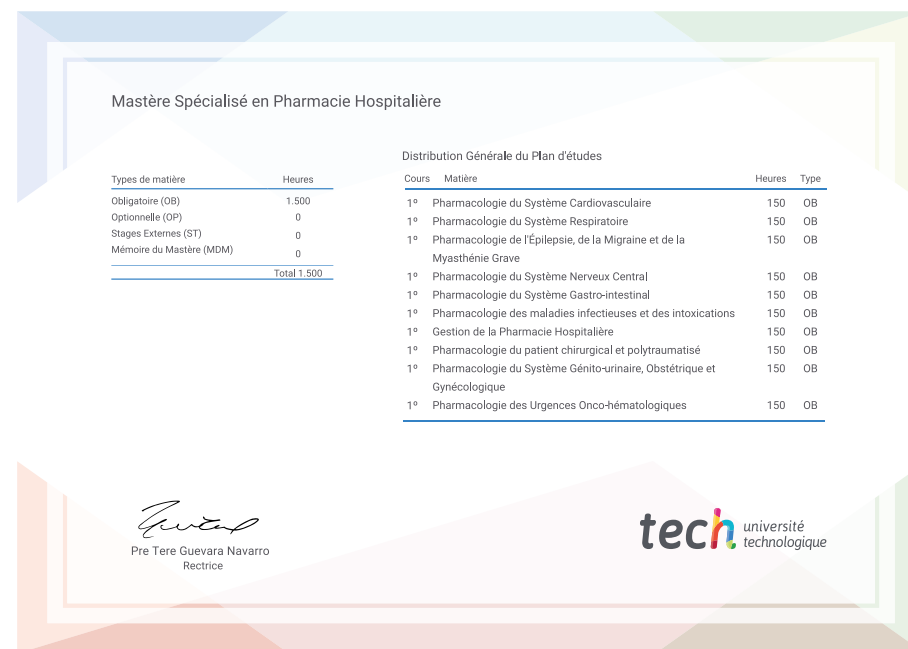 Mastère Spécialisé en Pharmacie Hospitalière
Types de matière Heures
Obligatoire (OB) 1.500
Optionnelle (OP) 0
Stages Externes (ST) 0
Mémoire du Mastère (MDM) 0
Total 1.500
Distribution Générale du Plan d'études
Cours Matière Heures Type
1º Pharmacologie du Système Cardiovasculaire 150 OB
1º Pharmacologie du Système Respiratoire 150 OB
1º Pharmacologie de l'Épilepsie, de la Migraine et de la 150 OB
Myasthénie Grave
1º Pharmacologie du Système Nerveux Central 150 OB
1º Pharmacologie du Système Gastro-intestinal 150 OB
1º Pharmacologie des maladies infectieuses et des intoxications 150 OB
1º Gestion de la Pharmacie Hospitalière 150 OB
1º Pharmacologie du patient chirurgical et polytraumatisé 150 OB
1º Pharmacologie du Système Génito-urinaire, Obstétrique et 150 OB
Gynécologique
1º Pharmacologie des Urgences Onco-hématologiques 150 OB
Pre Tere Guevara Navarro
Rectrice
tech université
technologique